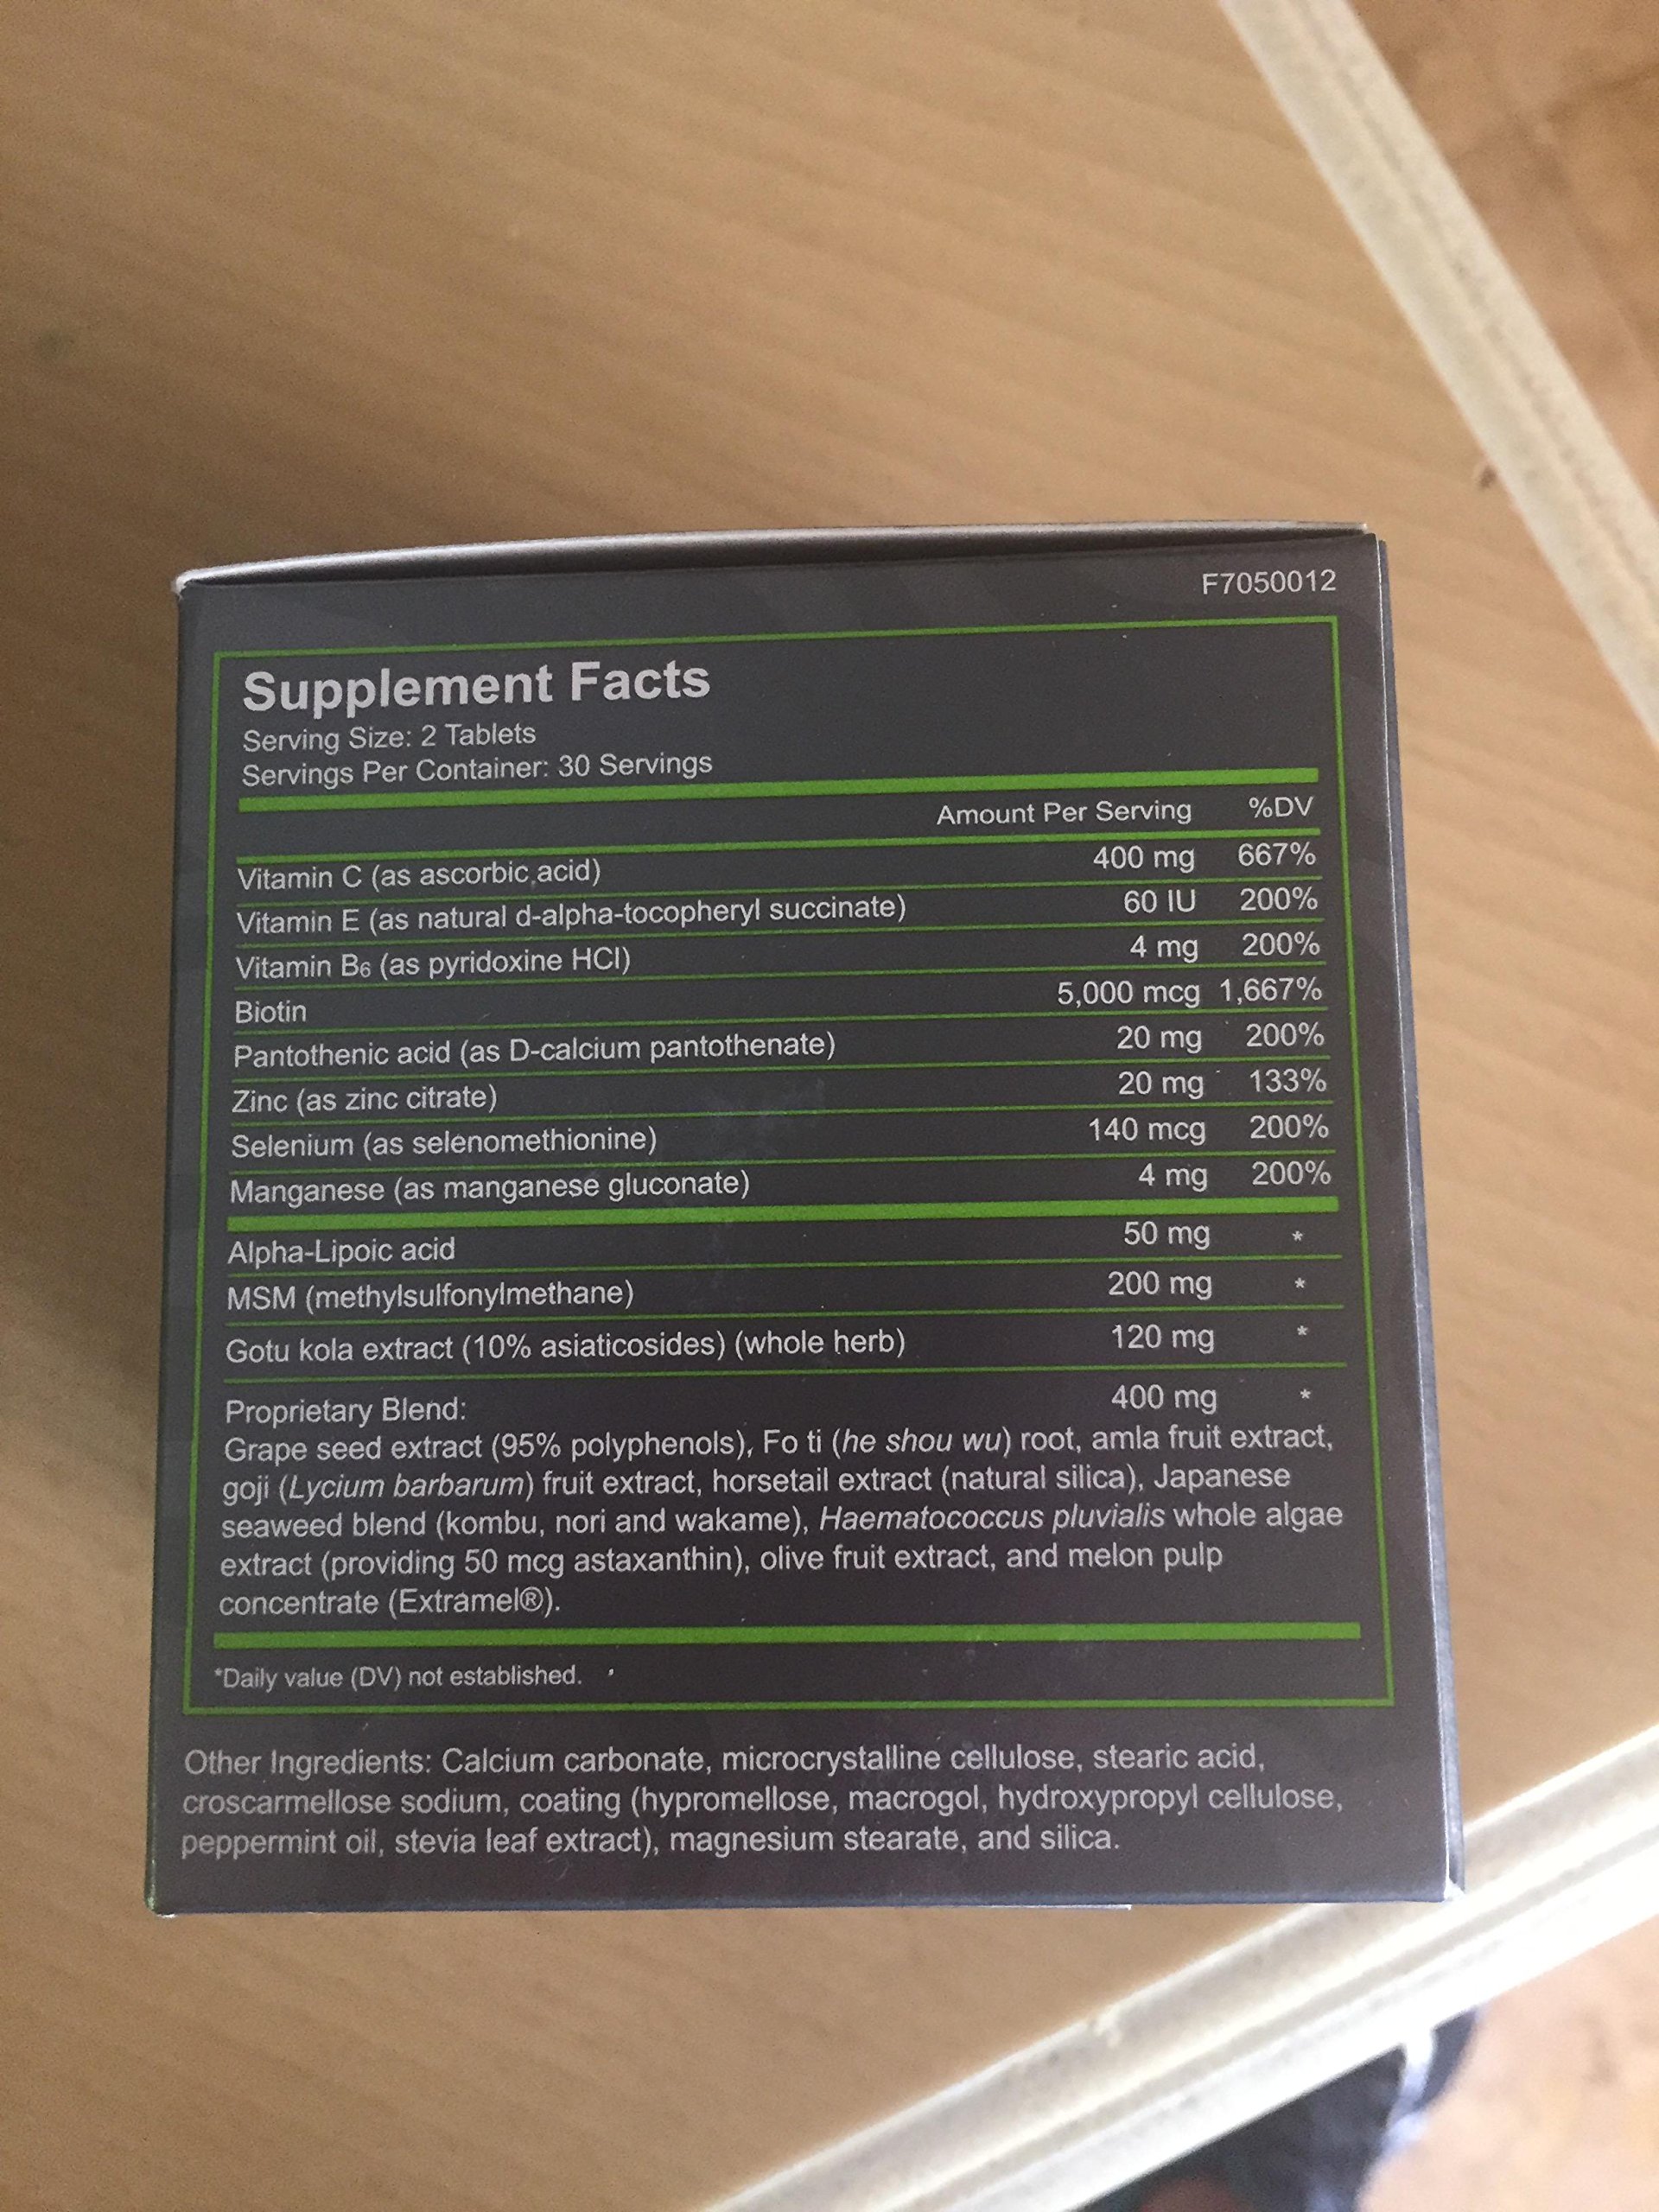 F7050012
Supplement Facts
Serving Size: 2 Tablets
Servings Per Container: 30 Servings
Amount Per Serving %DV
Vitamin C (as ascorbic acid) 400 mg 667%
Vitamin E (as natural d-alpha-tocopheryl succinate) 60 IU 200%
Vitamin B6 (as pyridoxine HCl) 4 mg 200%
Biotin 5,000 mcg 1,667%
Pantothenic acid (as D-calcium pantothenate) 20 mg 200%
Zinc (as zinc citrate) 20 mg 133%
Selenium (as selenomethionine) 140 mcg 200%
Manganese (as manganese gluconate) 4 mg 200%
Alpha-Lipoic acid 50 mg *
MSM (methylsulfonylmethane) 200 mg *
Gotu kola extract (10% asiaticosides) (whole herb) 120 mg *
Proprietary Blend: 400 mg *
Grape seed extract (95% polyphenols), Fo ti (he shou wu) root, amla fruit extract,
goji (Lycium barbarum) fruit extract, horsetail extract (natural silica), Japanese
seaweed blend (kombu, nori and wakame), Haematococcus pluvialis whole algae
extract (providing 50 mcg astaxanthin), olive fruit extract, and melon pulp
concentrate (Extramel®).
*Daily value (DV) not established.
Other Ingredients: Calcium carbonate, microcrystalline cellulose, stearic acid,
croscarmellose sodium, coating (hypromellose, macrogol, hydroxypropyl cellulose,
peppermint oil, stevia leaf extract), magnesium stearate, and silica.